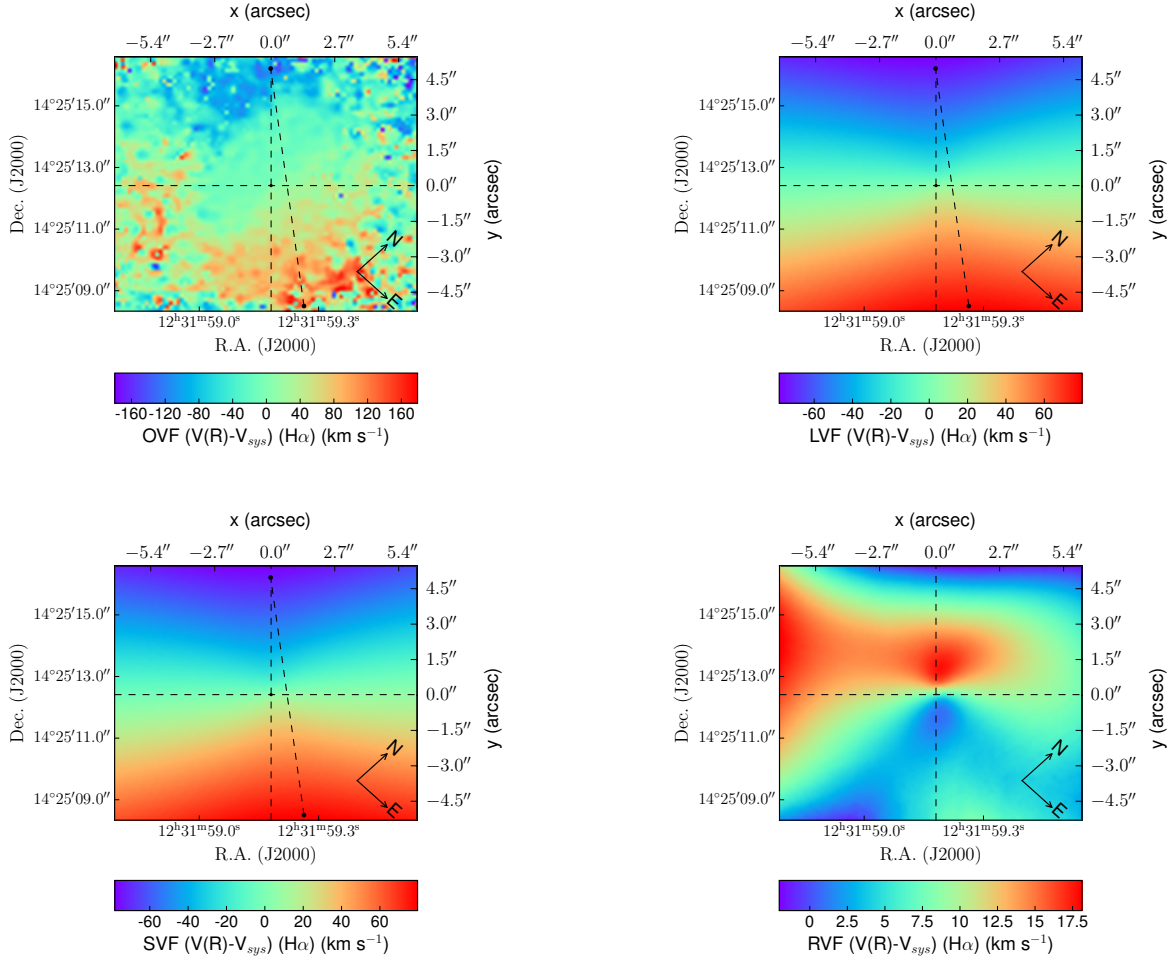 x (arcsec)
−5.4 −2.7 0.0″ 2.7″ 5.4″
14°25′15.0″
14°25′13.0″
14°25′11.0″
14°25′09.0″
Dec. (J2000)
4.5″
3.0″
1.5″
0.0″
−1.5″
−3.0″
−4.5″
y (arcsec)
N
E
12ʰ31ᵐ59.0ˢ 12ʰ31ᵐ59.3ˢ
R.A. (J2000)
-160 -120 -80 -40 0 40 80 120 160
OVF (V(R)-V_sys) (Hα) (km s⁻¹)
x (arcsec)
−5.4″ −2.7″ 0.0″ 2.7″ 5.4″
14°25′15.0″
14°25′13.0″
14°25′11.0″
14°25′09.0″
Dec. (J2000)
4.5″
3.0″
1.5″
0.0″
−1.5″
−3.0″
−4.5″
y (arcsec)
N
E
12ʰ31ᵐ59.0ˢ 12ʰ31ᵐ59.3ˢ
R.A. (J2000)
-60 -40 -20 0 20 40 60
LVF (V(R)-V_sys) (Hα) (km s⁻¹)
x (arcsec)
−5.4″ −2.7″ 0.0″ 2.7″ 5.4″
14°25′15.0″
14°25′13.0″
14°25′11.0″
14°25′09.0″
Dec. (J2000)
4.5″
3.0″
1.5″
0.0″
−1.5″
−3.0″
−4.5″
y (arcsec)
N
E
12ʰ31ᵐ59.0ˢ 12ʰ31ᵐ59.3ˢ
R.A. (J2000)
-60 -40 -20 0 20 40 60
SVF (V(R)-V_sys) (Hα) (km s⁻¹)
x (arcsec)
−5.4″ −2.7″ 0.0″ 2.7″ 5.4″
14°25′15.0″
14°25′13.0″
14°25′11.0″
14°25′09.0″
Dec. (J2000)
4.5″
3.0″
1.5″
0.0″
−1.5″
−3.0″
−4.5″
y (arcsec)
N
E
12ʰ31ᵐ59.0ˢ 12ʰ31ᵐ59.3ˢ
R.A. (J2000)
0 2.5 5 7.5 10 12.5 17.5
RVF (V(R)-V_sys) (Hα) (km s⁻¹)